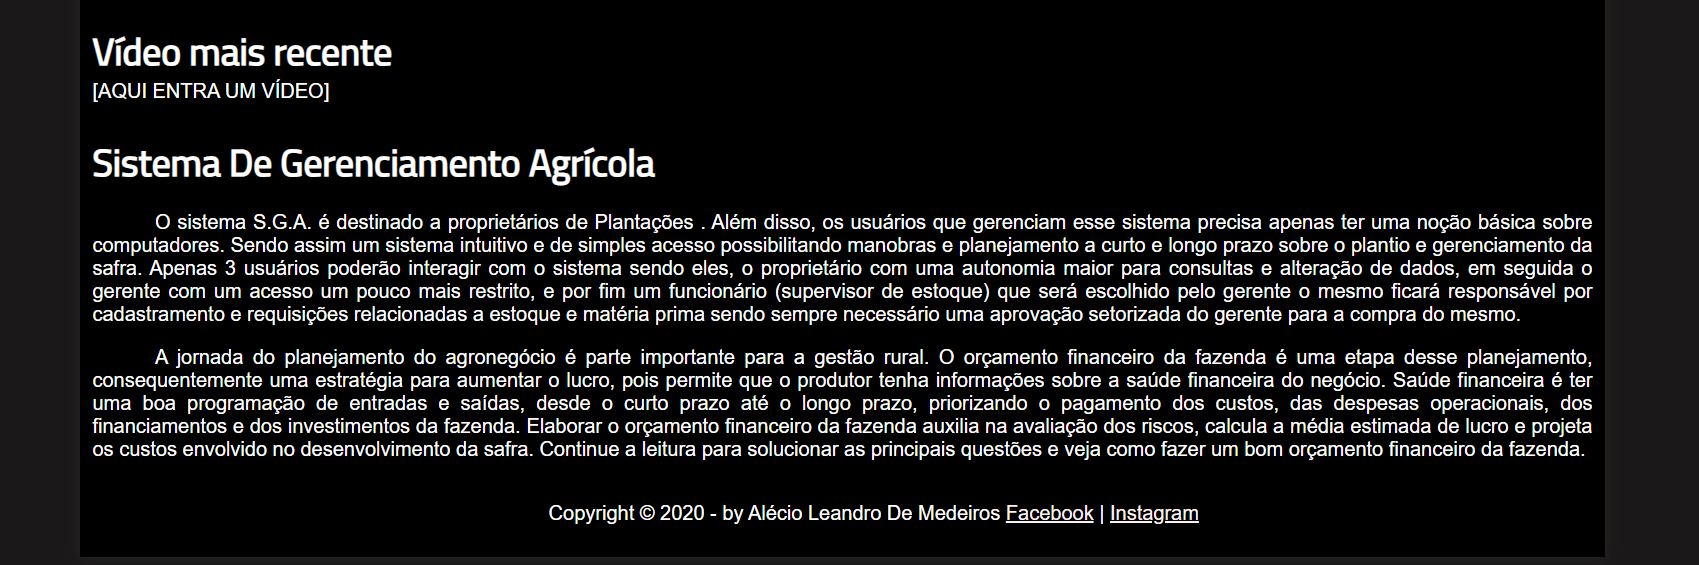 Vídeo mais recente
[AQUI ENTRA UM VÍDEO]
Sistema De Gerenciamento Agrícola
O sistema S.G.A. é destinado a proprietários de Plantações . Além disso, os usuários que gerenciam esse sistema precisa apenas ter uma noção básica sobre
computadores. Sendo assim um sistema intuitivo e de simples acesso possibilitando manobras e planejamento a curto e longo prazo sobre o plantio e gerenciamento da
safra. Apenas 3 usuários poderão interagir com o sistema sendo eles, o proprietário com uma autonomia maior para consultas e alteração de dados, em seguida o
gerente com um acesso um pouco mais restrito, e por fim um funcionário (supervisor de estoque) que será escolhido pelo gerente o mesmo ficará responsável por
cadastramento e requisições relacionadas a estoque e matéria prima sendo sempre necessário uma aprovação setorizada do gerente para a compra do mesmo.
A jornada do planejamento do agronegócio é parte importante para a gestão rural. O orçamento financeiro da fazenda é uma etapa desse planejamento,
consequentemente uma estratégia para aumentar o lucro, pois permite que o produtor tenha informações sobre a saúde financeira do negócio. Saúde financeira é ter
uma boa programação de entradas e saídas, desde o curto prazo até o longo prazo, priorizando o pagamento dos custos, das despesas operacionais, dos
financiamentos e dos investimentos da fazenda. Elaborar o orçamento financeiro da fazenda auxilia na avaliação dos riscos, calcula a média estimada de lucro e projeta
os custos envolvido no desenvolvimento da safra. Continue a leitura para solucionar as principais questões e veja como fazer um bom orçamento financeiro da fazenda.
Copyright © 2020 - by Alécio Leandro De Medeiros Facebook | Instagram